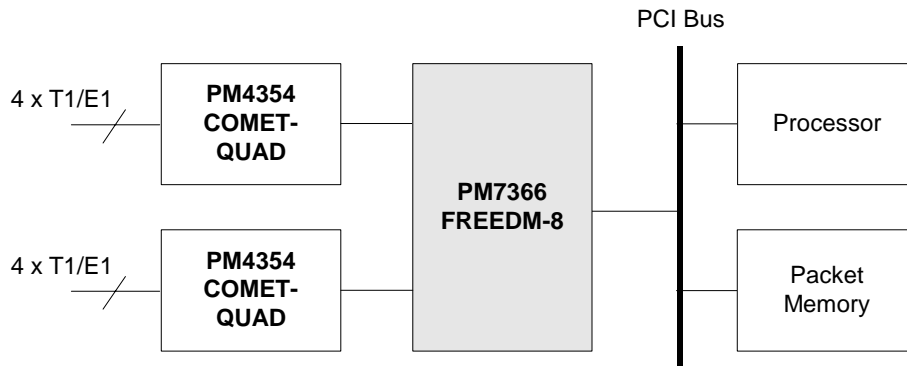 PCI Bus
4 x T1/E1
PM4354
COMET-
QUAD
PM7366
FREEDM-8
Processor
4 x T1/E1
PM4354
COMET-
QUAD
Packet
Memory